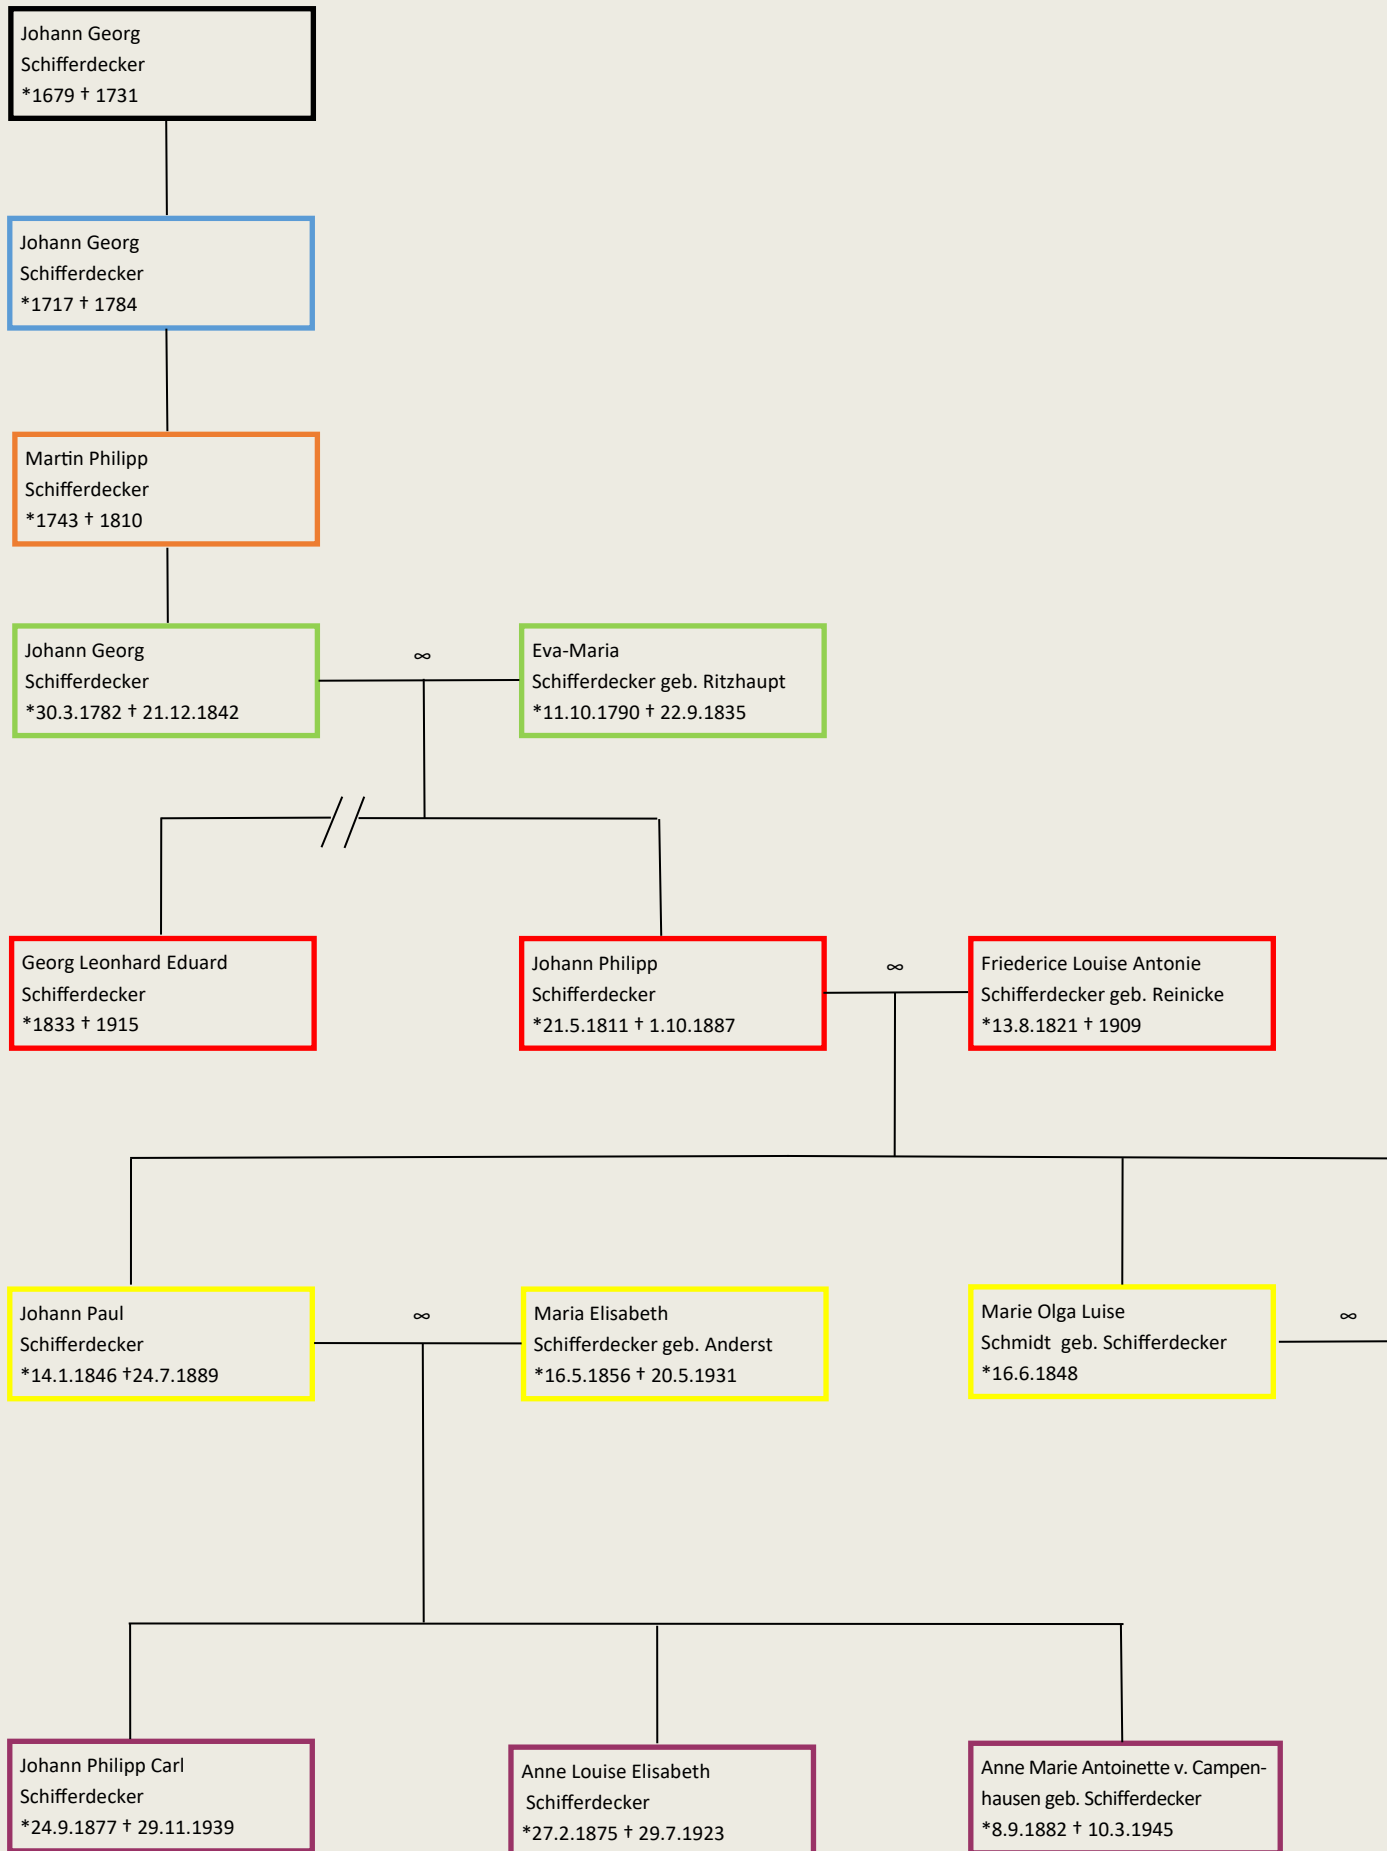 Johann Georg
Schifferdecker
*1679 † 1731
Johann Georg
Schifferdecker
*1717 † 1784
Martin Philipp
Schifferdecker
*1743 † 1810
Johann Georg
Schifferdecker
*30.3.1782 † 21.12.1842
∞
Eva-Maria
Schifferdecker geb. Ritzhaupt
*11.10.1790 † 22.9.1835
Georg Leonhard Eduard
Schifferdecker
*1833 † 1915
Johann Philipp
Schifferdecker
*21.5.1811 † 1.10.1887
∞
Friederice Louise Antonie
Schifferdecker geb. Reinicke
*13.8.1821 † 1909
Johann Paul
Schifferdecker
*14.1.1846 †24.7.1889
∞
Maria Elisabeth
Schifferdecker geb. Anderst
*16.5.1856 † 20.5.1931
Marie Olga Luise
Schmidt  geb. Schifferdecker
*16.6.1848
∞
Johann Philipp Carl
Schifferdecker
*24.9.1877 † 29.11.1939
Anne Louise Elisabeth
Schifferdecker
*27.2.1875 † 29.7.1923
Anne Marie Antoinette v. Campen-
hausen geb. Schifferdecker
*8.9.1882 † 10.3.1945